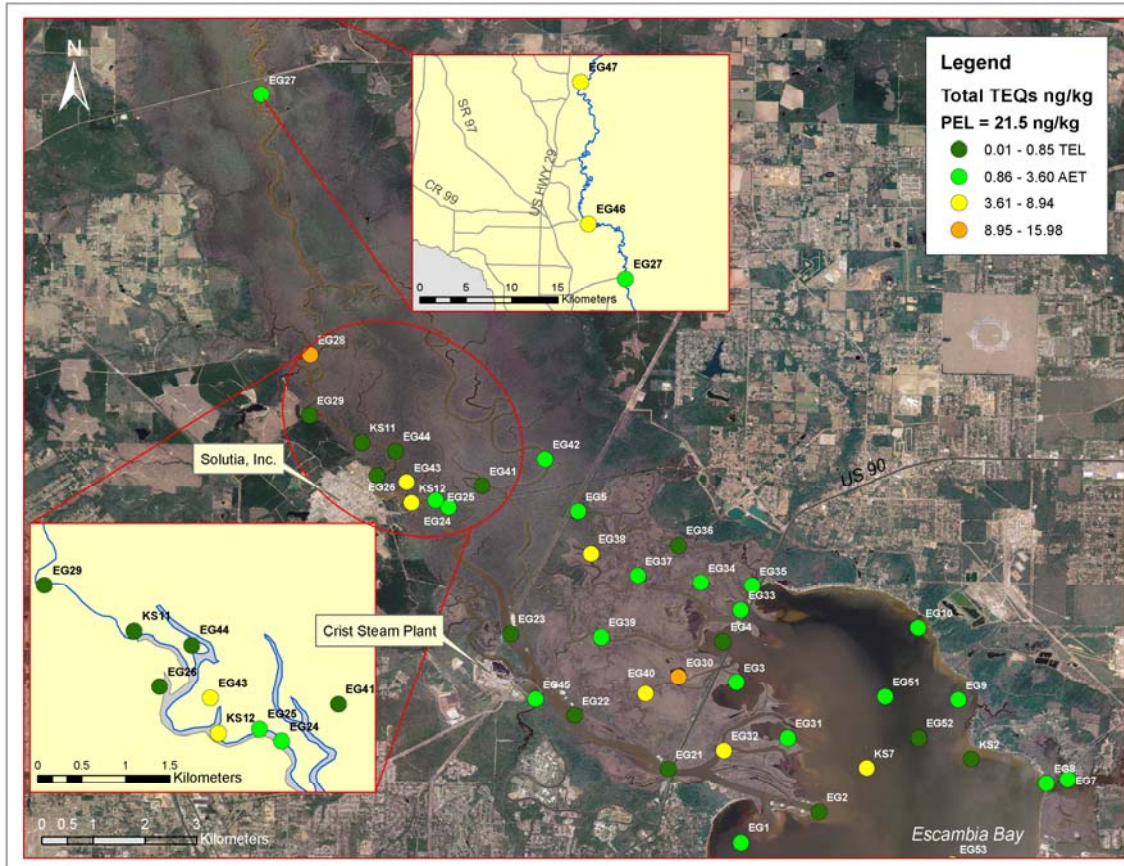 N
EG27
EG47
SR 97
US HWY 29
CR 99
EG46
EG27
0 5 10 15
Kilometers
Legend
Total TEQs ng/kg
PEL = 21.5 ng/kg
0.01 - 0.85 TEL
0.86 - 3.60 AET
3.61 - 8.94
8.95 - 15.98
EG28
EG29
KS11
EG44
EG42
Solutia, Inc.
EG43
EG41
EG26
KS12
EG25
EG24
EG5
US 90
EG36
EG38
EG37
EG34
EG35
EG33
EG10
EG23
EG39
EG4
Crist Steam Plant
EG30
EG3
EG40
EG45
EG22
EG51
EG9
EG31
EG52
EG32
KS2
EG21
KS7
EG8
EG7
EG2
EG1
Escambia Bay
EG53
EG29
KS11
EG44
EG26
EG43
EG41
KS12
EG25
EG24
0 0.5 1.0 1.5
Kilometers
0 0.5 1 2 3
Kilometers